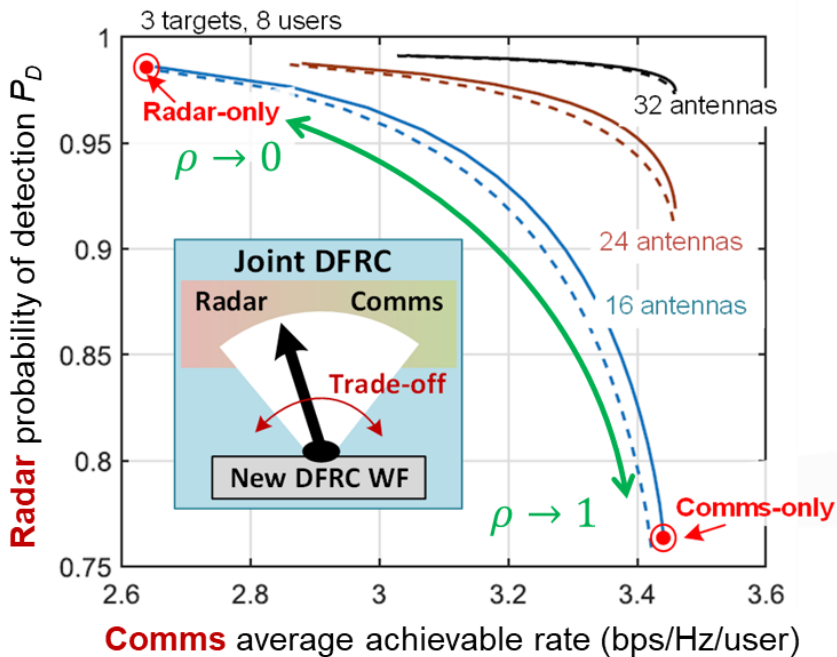 3 targets, 8 users
1
0.95
0.9
0.85
0.8
0.75
2.6
2.8
3
3.2
3.4
3.6
Radar probability of detection P_D
Comms average achievable rate (bps/Hz/user)
Radar-only
ρ → 0
32 antennas
24 antennas
16 antennas
Joint DFRC
Radar
Comms
Trade-off
New DFRC WF
ρ → 1
Comms-only